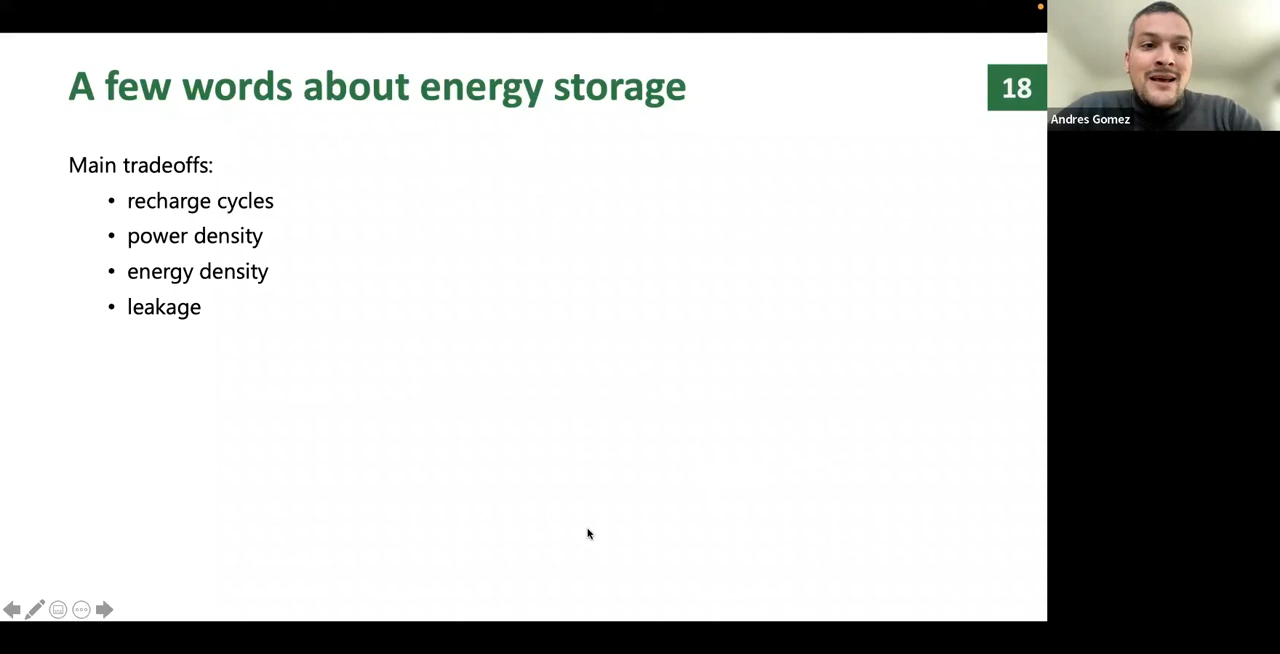 A few words about energy storage
18
Andres Gomez
Main tradeoffs:
• recharge cycles
• power density
• energy density
• leakage